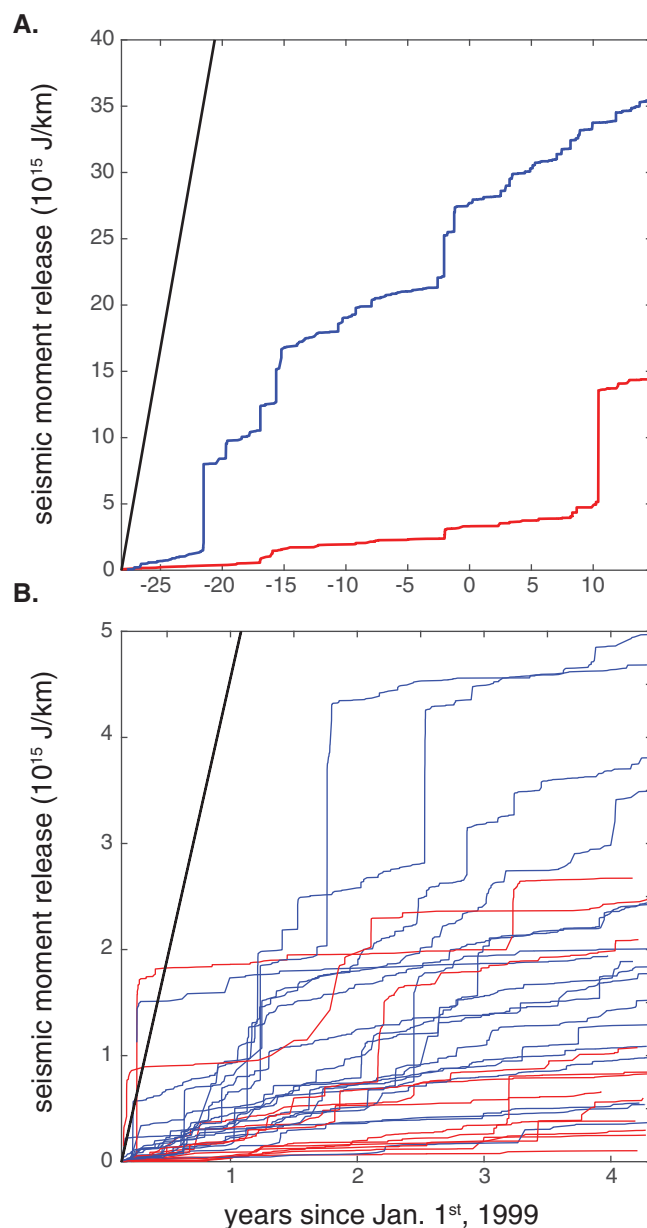 A.
seismic moment release (10¹⁵ J/km)
40
35
30
25
20
15
10
5
0
-25 -20 -15 -10 -5 0 5 10
B.
seismic moment release (10¹⁵ J/km)
5
4
3
2
1
0
1 2 3 4
years since Jan. 1ˢᵗ, 1999